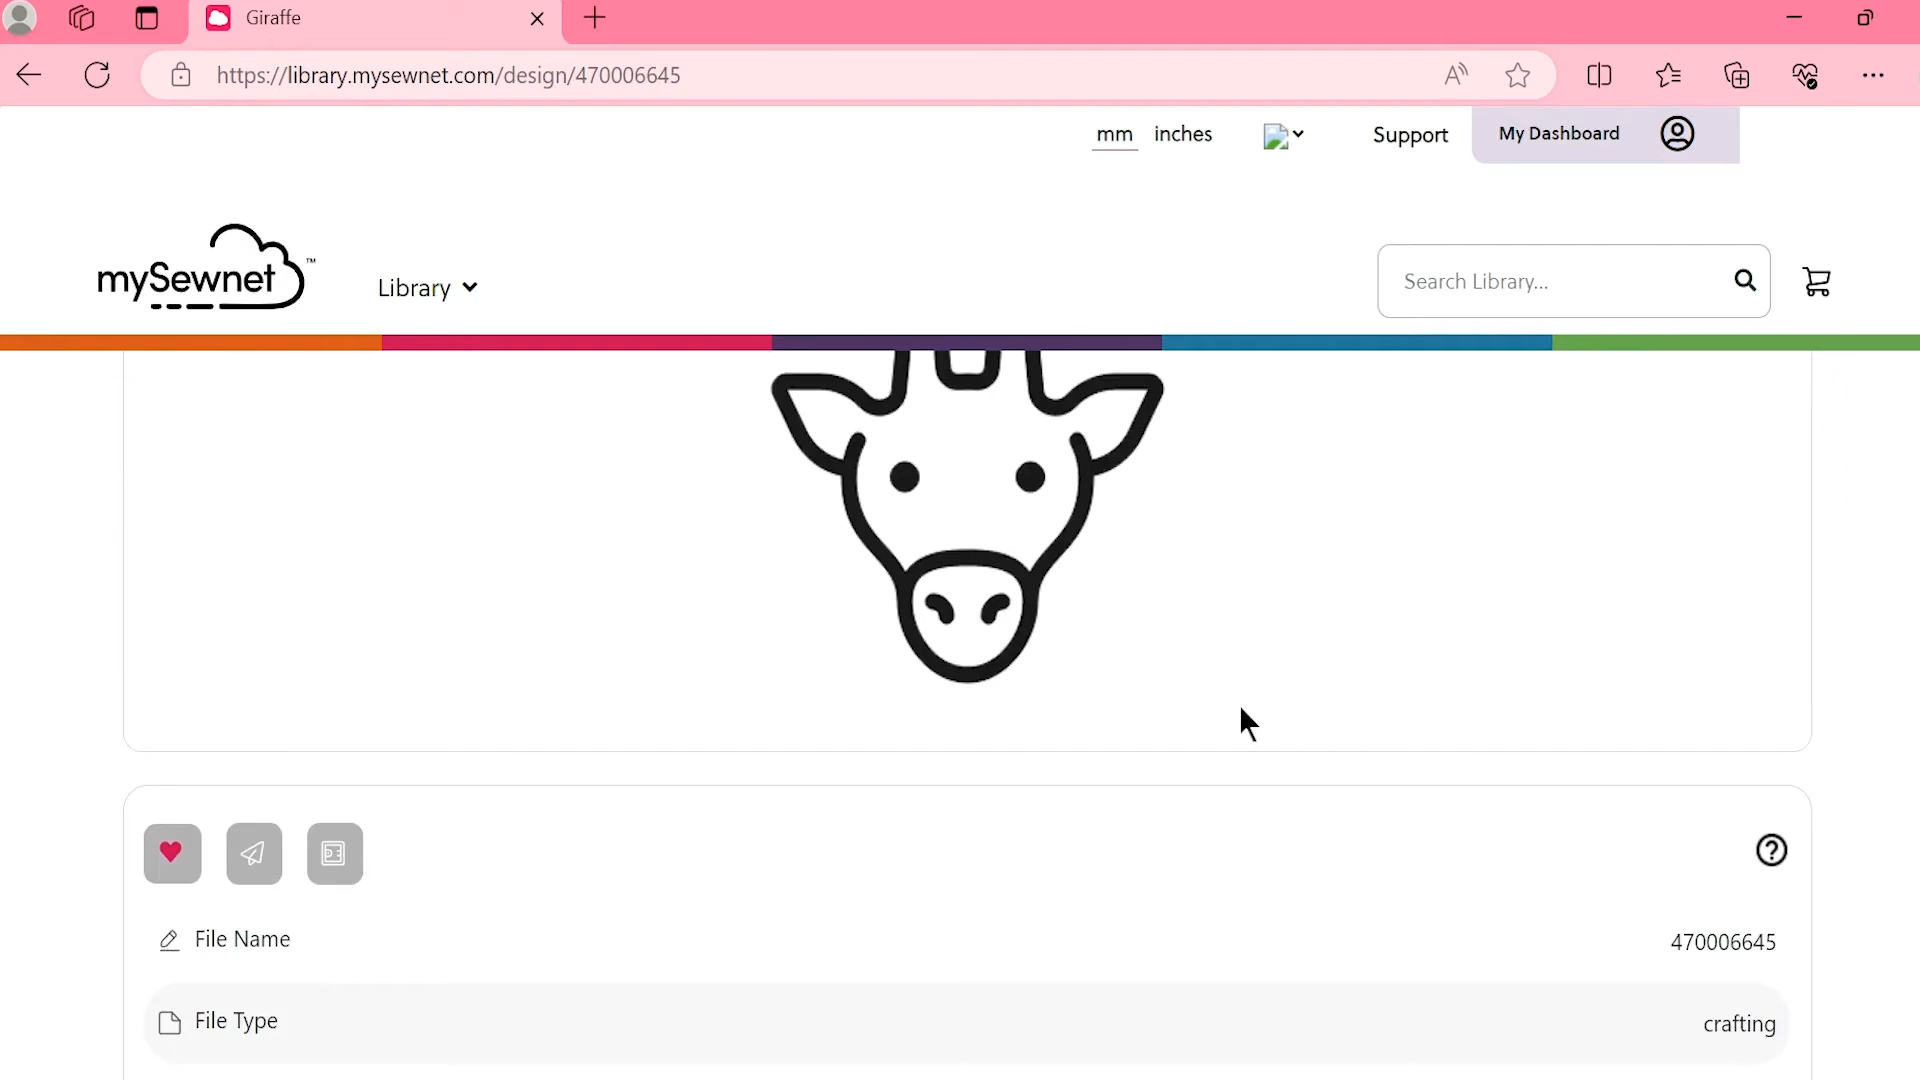 Giraffe
https://library.mysewnet.com/design/470006645
mm inches Support My Dashboard
mySewnet™
Library
Search Library...
File Name 470006645
File Type crafting